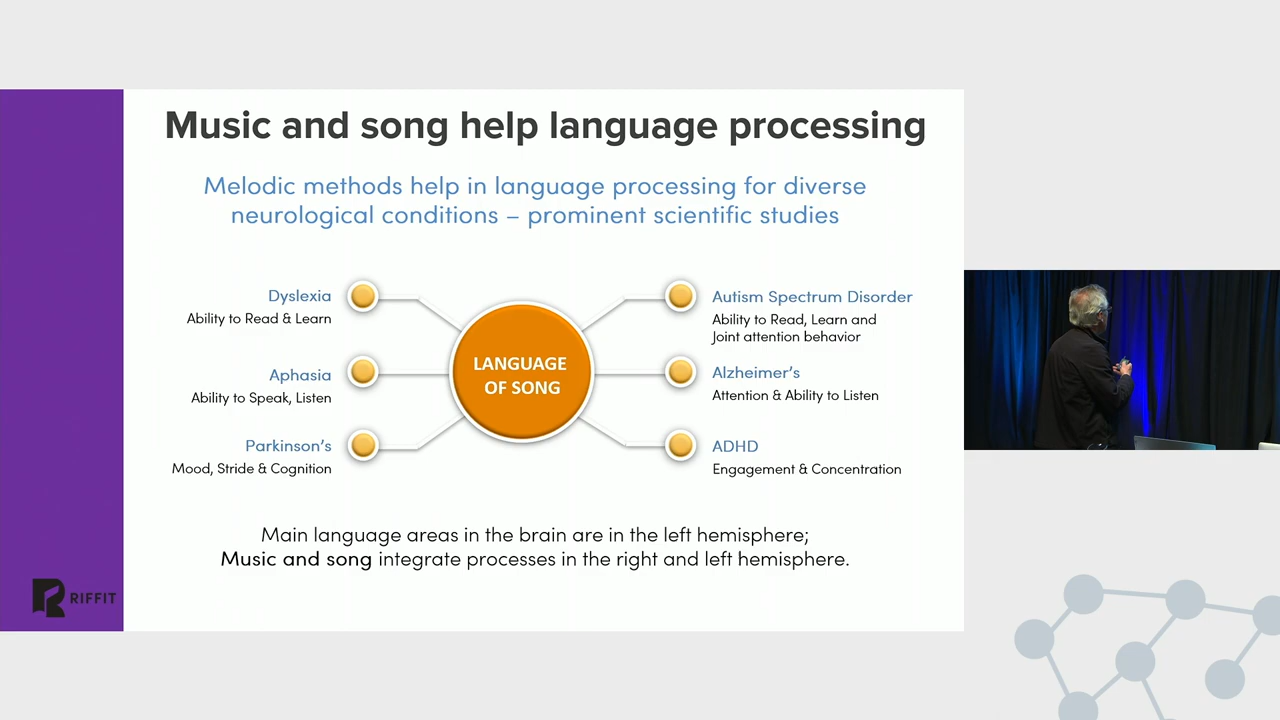 Music and song help language processing
Melodic methods help in language processing for diverse
neurological conditions – prominent scientific studies
Dyslexia
Ability to Read & Learn
Aphasia
Ability to Speak, Listen
Parkinson's
Mood, Stride & Cognition
LANGUAGE
OF SONG
Autism Spectrum Disorder
Ability to Read, Learn and
Joint attention behavior
Alzheimer's
Attention & Ability to Listen
ADHD
Engagement & Concentration
Main language areas in the brain are in the left hemisphere;
Music and song integrate processes in the right and left hemisphere.
RIFFIT